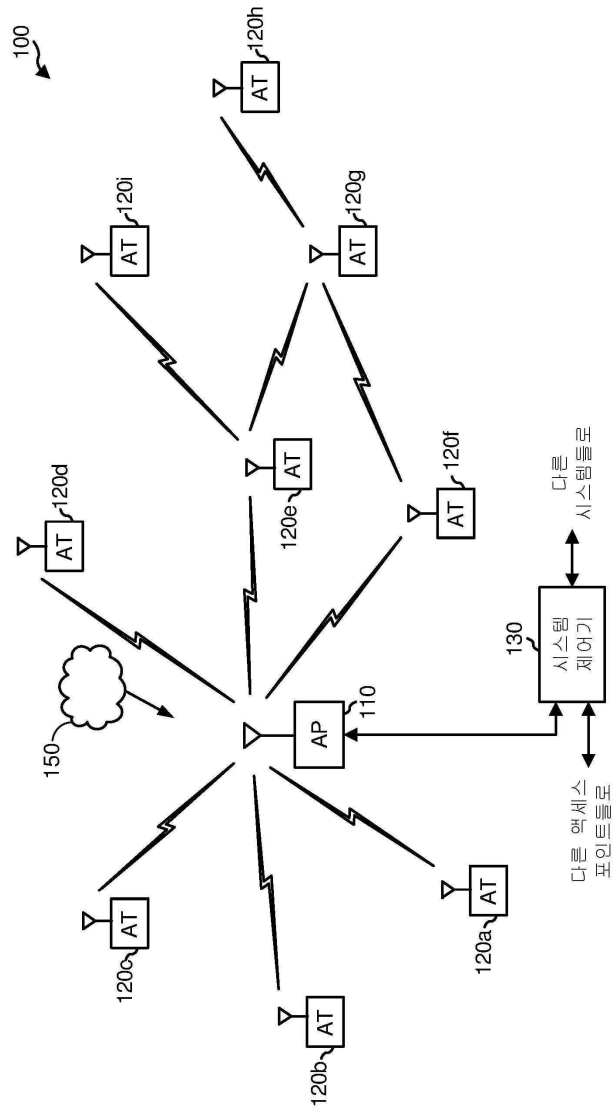 100
AT
120h
AT
120i
AT
120g
AT
120d
AT
120e
AT
120f
150
AP
110
AT
120c
AT
120b
AT
120a
130
시스템
제어기
다른
시스템들로
다른 액세스
포인트들로